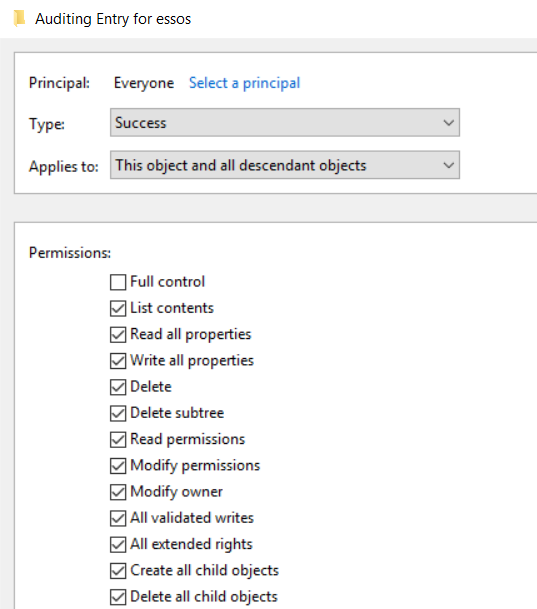 Auditing Entry for essos
Principal: Everyone Select a principal
Type: Success
Applies to: This object and all descendant objects
Permissions:
Full control
List contents
Read all properties
Write all properties
Delete
Delete subtree
Read permissions
Modify permissions
Modify owner
All validated writes
All extended rights
Create all child objects
Delete all child objects